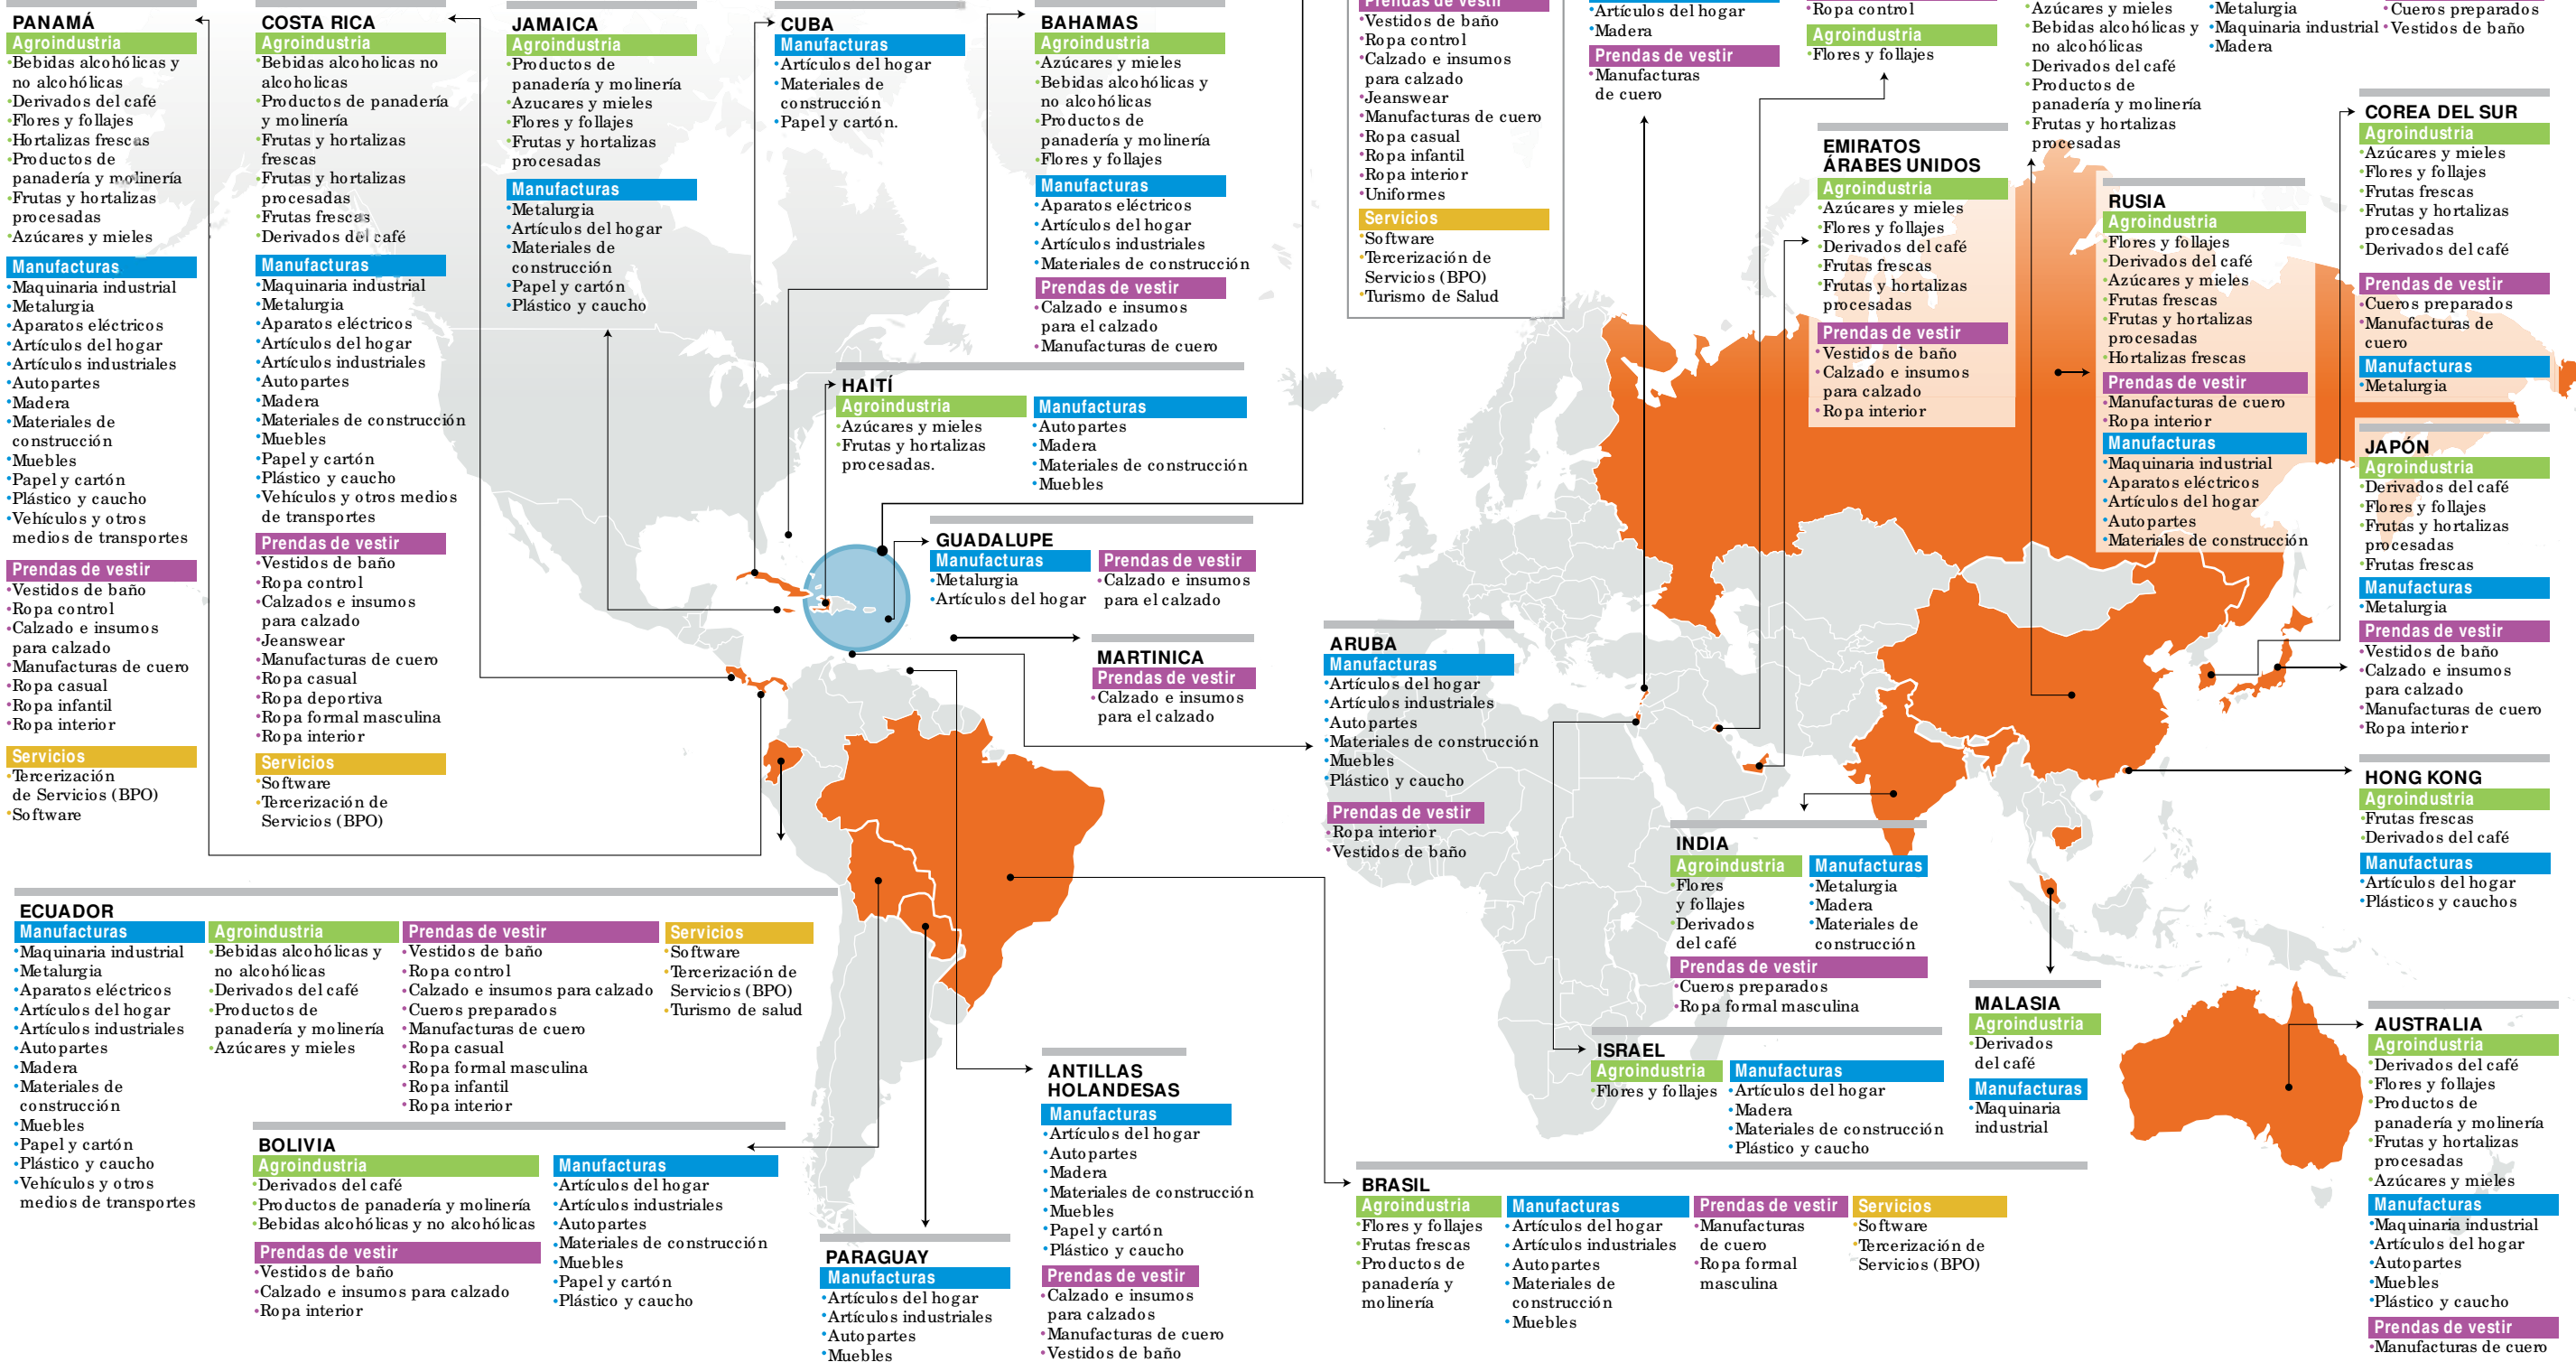 PANAMÁ
Agroindustria
•Bebidas alcohólicas y
no alcohólicas
•Derivados del café
•Flores y follajes
•Hortalizas frescas
•Productos de
panadería y molinería
•Frutas y hortalizas
procesadas
•Azúcares y mieles
Manufacturas
•Maquinaria industrial
•Metalurgia
•Aparatos eléctricos
•Artículos del hogar
•Artículos industriales
•Autopartes
•Madera
•Materiales de
construcción
•Muebles
•Papel y cartón
•Plástico y caucho
•Vehículos y otros
medios de transportes
Prendas de vestir
•Vestidos de baño
•Ropa control
•Calzado e insumos
para calzado
•Manufacturas de cuero
•Ropa casual
•Ropa infantil
•Ropa interior
Servicios
•Tercerización
de Servicios (BPO)
•Software
COSTA RICA
Agroindustria
•Bebidas alcoholicas no
alcoholicas
•Productos de panadería
y molinería
•Frutas y hortalizas
frescas
•Frutas y hortalizas
procesadas
•Frutas frescas
•Derivados del café
Manufacturas
•Maquinaria industrial
•Metalurgia
•Aparatos eléctricos
•Artículos del hogar
•Artículos industriales
•Autopartes
•Madera
•Materiales de construcción
•Muebles
•Papel y cartón
•Plástico y caucho
•Vehículos y otros medios
de transportes
Prendas de vestir
•Vestidos de baño
•Ropa control
•Calzados e insumos
para calzado
•Jeanswear
•Manufacturas de cuero
•Ropa casual
•Ropa deportiva
•Ropa formal masculina
•Ropa interior
Servicios
•Software
•Tercerización de
Servicios (BPO)
JAMAICA
Agroindustria
•Productos de
panadería y molinería
•Azucares y mieles
•Flores y follajes
•Frutas y hortalizas
procesadas
Manufacturas
•Metalurgia
•Artículos del hogar
•Materiales de
construcción
•Papel y cartón
•Plástico y caucho
CUBA
Manufacturas
•Artículos del hogar
•Materiales de
construcción
•Papel y cartón.
BAHAMAS
Agroindustria
•Azúcares y mieles
•Bebidas alcohólicas y
no alcohólicas
•Productos de
panadería y molinería
•Flores y follajes
Manufacturas
•Aparatos eléctricos
•Artículos del hogar
•Artículos industriales
•Materiales de construcción
Prendas de vestir
•Calzado e insumos
para el calzado
•Manufacturas de cuero
HAITÍ
Agroindustria
•Azúcares y mieles
•Frutas y hortalizas
procesadas.
Manufacturas
•Autopartes
•Madera
•Materiales de construcción
•Muebles
GUADALUPE
Manufacturas
•Metalurgia
•Artículos del hogar
Prendas de vestir
•Calzado e insumos
para el calzado
MARTINICA
Prendas de vestir
•Calzado e insumos
para el calzado
Prendas de vestir
•Vestidos de baño
•Ropa control
•Calzado e insumos
para calzado
•Jeanswear
•Manufacturas de cuero
•Ropa casual
•Ropa infantil
•Ropa interior
•Uniformes
Servicios
•Software
•Tercerización de
Servicios (BPO)
•Turismo de Salud
•Artículos del hogar
•Madera
Prendas de vestir
•Manufacturas
de cuero
•Ropa control
Agroindustria
•Flores y follajes
•Azúcares y mieles
•Bebidas alcohólicas y
no alcohólicas
•Derivados del café
•Productos de
panadería y molinería
•Frutas y hortalizas
procesadas
•Metalurgia
•Maquinaria industrial
•Madera
•Cueros preparados
•Vestidos de baño
EMIRATOS
ÁRABES UNIDOS
Agroindustria
•Azúcares y mieles
•Flores y follajes
•Derivados del café
•Frutas frescas
•Frutas y hortalizas
procesadas
Prendas de vestir
•Vestidos de baño
•Calzado e insumos
para calzado
•Ropa interior
RUSIA
Agroindustria
•Flores y follajes
•Derivados del café
•Azúcares y mieles
•Frutas frescas
•Frutas y hortalizas
procesadas
•Hortalizas frescas
Prendas de vestir
•Manufacturas de cuero
•Ropa interior
Manufacturas
•Maquinaria industrial
•Aparatos eléctricos
•Artículos del hogar
•Autopartes
•Materiales de construcción
COREA DEL SUR
Agroindustria
•Azúcares y mieles
•Flores y follajes
•Frutas frescas
•Frutas y hortalizas
procesadas
•Derivados del café
Prendas de vestir
•Cueros preparados
•Manufacturas de
cuero
Manufacturas
•Metalurgia
JAPÓN
Agroindustria
•Derivados del café
•Flores y follajes
•Frutas y hortalizas
procesadas
•Frutas frescas
Manufacturas
•Metalurgia
Prendas de vestir
•Vestidos de baño
•Calzado e insumos
para calzado
•Manufacturas de cuero
•Ropa interior
HONG KONG
Agroindustria
•Frutas frescas
•Derivados del café
Manufacturas
•Artículos del hogar
•Plásticos y cauchos
ARUBA
Manufacturas
•Artículos del hogar
•Artículos industriales
•Autopartes
•Materiales de construcción
•Muebles
•Plástico y caucho
Prendas de vestir
•Ropa interior
•Vestidos de baño
INDIA
Agroindustria
•Flores
y follajes
•Derivados
del café
Manufacturas
•Metalurgia
•Madera
•Materiales de
construcción
Prendas de vestir
•Cueros preparados
•Ropa formal masculina
ISRAEL
Agroindustria
•Flores y follajes
Manufacturas
•Artículos del hogar
•Madera
•Materiales de construcción
•Plástico y caucho
MALASIA
Agroindustria
•Derivados
del café
Manufacturas
•Maquinaria
industrial
AUSTRALIA
Agroindustria
•Derivados del café
•Flores y follajes
•Productos de
panadería y molinería
•Frutas y hortalizas
procesadas
•Azúcares y mieles
Manufacturas
•Maquinaria industrial
•Artículos del hogar
•Autopartes
•Muebles
•Plástico y caucho
Prendas de vestir
•Manufacturas de cuero
ECUADOR
Manufacturas
•Maquinaria industrial
•Metalurgia
•Aparatos eléctricos
•Artículos del hogar
•Artículos industriales
•Autopartes
•Madera
•Materiales de
construcción
•Muebles
•Papel y cartón
•Plástico y caucho
•Vehículos y otros
medios de transportes
Agroindustria
•Bebidas alcohólicas y
no alcohólicas
•Derivados del café
•Productos de
panadería y molinería
•Azúcares y mieles
Prendas de vestir
•Vestidos de baño
•Ropa control
•Calzado e insumos para calzado
•Cueros preparados
•Manufacturas de cuero
•Ropa casual
•Ropa formal masculina
•Ropa infantil
•Ropa interior
Servicios
•Software
•Tercerización de
Servicios (BPO)
•Turismo de salud
BOLIVIA
Agroindustria
•Derivados del café
•Productos de panadería y molinería
•Bebidas alcohólicas y no alcohólicas
Prendas de vestir
•Vestidos de baño
•Calzado e insumos para calzado
•Ropa interior
Manufacturas
•Artículos del hogar
•Artículos industriales
•Autopartes
•Materiales de construcción
•Muebles
•Papel y cartón
•Plástico y caucho
PARAGUAY
Manufacturas
•Artículos del hogar
•Artículos industriales
•Autopartes
•Muebles
ANTILLAS
HOLANDESAS
Manufacturas
•Artículos del hogar
•Autopartes
•Madera
•Materiales de construcción
•Muebles
•Papel y cartón
•Plástico y caucho
Prendas de vestir
•Calzado e insumos
para calzados
•Manufacturas de cuero
•Vestidos de baño
BRASIL
Agroindustria
•Flores y follajes
•Frutas frescas
•Productos de
panadería y
molinería
Manufacturas
•Artículos del hogar
•Artículos industriales
•Autopartes
•Materiales de
construcción
•Muebles
Prendas de vestir
•Manufacturas
de cuero
•Ropa formal
masculina
Servicios
•Software
•Tercerización de
Servicios (BPO)